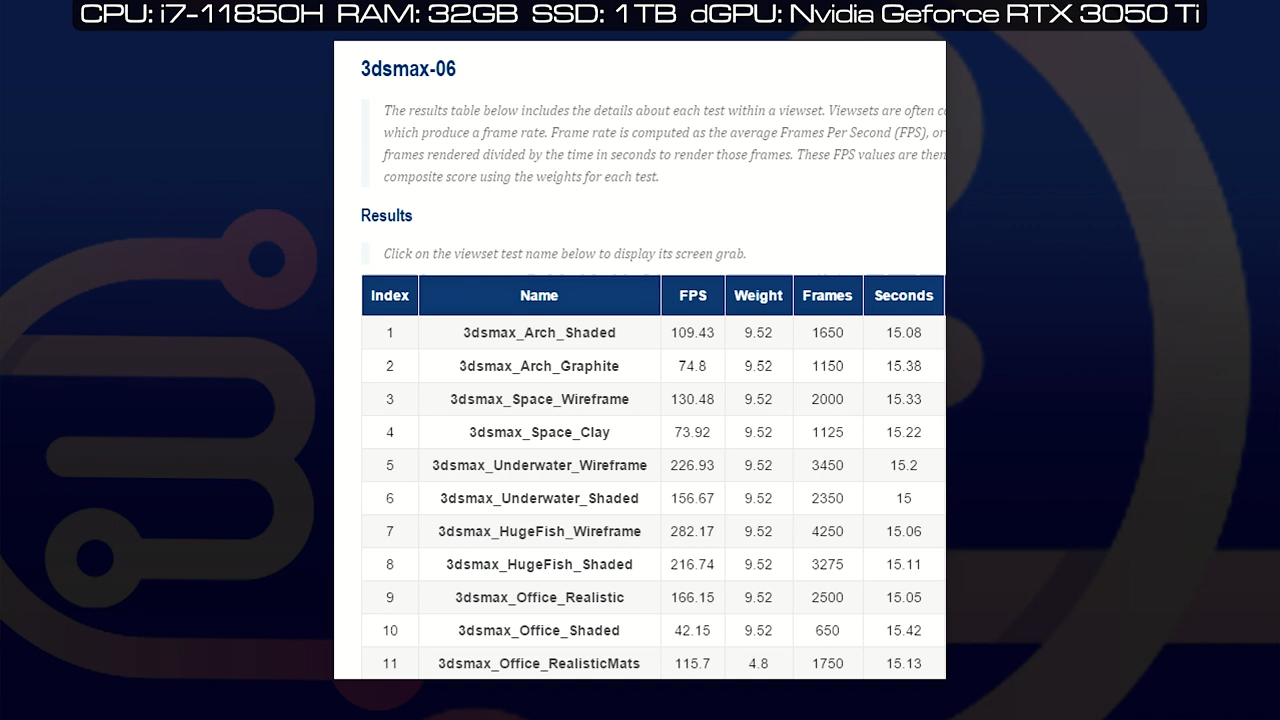 CPU: i7-11850H RAM: 32GB SSD: 1TB dGPU: Nvidia Geforce RTX 3050 Ti
3dsmax-06
The results table below includes the details about each test within a viewset. Viewsets are often
which produce a frame rate. Frame rate is computed as the average Frames Per Second (FPS), or
frames rendered divided by the time in seconds to render those frames. These FPS values are then
composite score using the weights for each test.
Results
Click on the viewset test name below to display its screen grab.
Index Name FPS Weight Frames Seconds
1 3dsmax_Arch_Shaded 109.43 9.52 1650 15.08
2 3dsmax_Arch_Graphite 74.8 9.52 1150 15.38
3 3dsmax_Space_Wireframe 130.48 9.52 2000 15.33
4 3dsmax_Space_Clay 73.92 9.52 1125 15.22
5 3dsmax_Underwater_Wireframe 226.93 9.52 3450 15.2
6 3dsmax_Underwater_Shaded 156.67 9.52 2350 15
7 3dsmax_HugeFish_Wireframe 282.17 9.52 4250 15.06
8 3dsmax_HugeFish_Shaded 216.74 9.52 3275 15.11
9 3dsmax_Office_Realistic 166.15 9.52 2500 15.05
10 3dsmax_Office_Shaded 42.15 9.52 650 15.42
11 3dsmax_Office_RealisticMats 115.7 4.8 1750 15.13